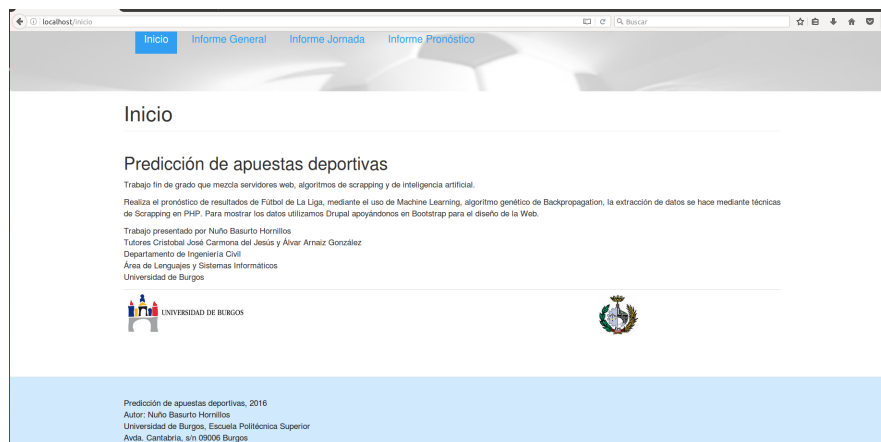 localhost/inicio
Buscar
Inicio
Informe General
Informe Jornada
Informe Pronóstico
Inicio
Predicción de apuestas deportivas
Trabajo fin de grado que mezcla servidores web, algoritmos de scrapping y de inteligencia artificial.
Realiza el pronóstico de resultados de Fútbol de La Liga, mediante el uso de Machine Learning, algoritmo genético de Backpropagation, la extracción de datos se hace mediante técnicas
de Scrapping en PHP. Para mostrar los datos utilizamos Drupal apoyándonos en Bootstrap para el diseño de la Web.
Trabajo presentado por Nuño Basurto Hornillos
Tutores Cristobal José Carmona del Jesús y Álvar Arnaiz González
Departamento de Ingeniería Civil
Área de Lenguajes y Sistemas Informáticos
Universidad de Burgos
UNIVERSIDAD DE BURGOS
Predicción de apuestas deportivas, 2016
Autor: Nuño Basurto Hornillos
Universidad de Burgos, Escuela Politécnica Superior
Avda. Cantabria, s/n 09006 Burgos